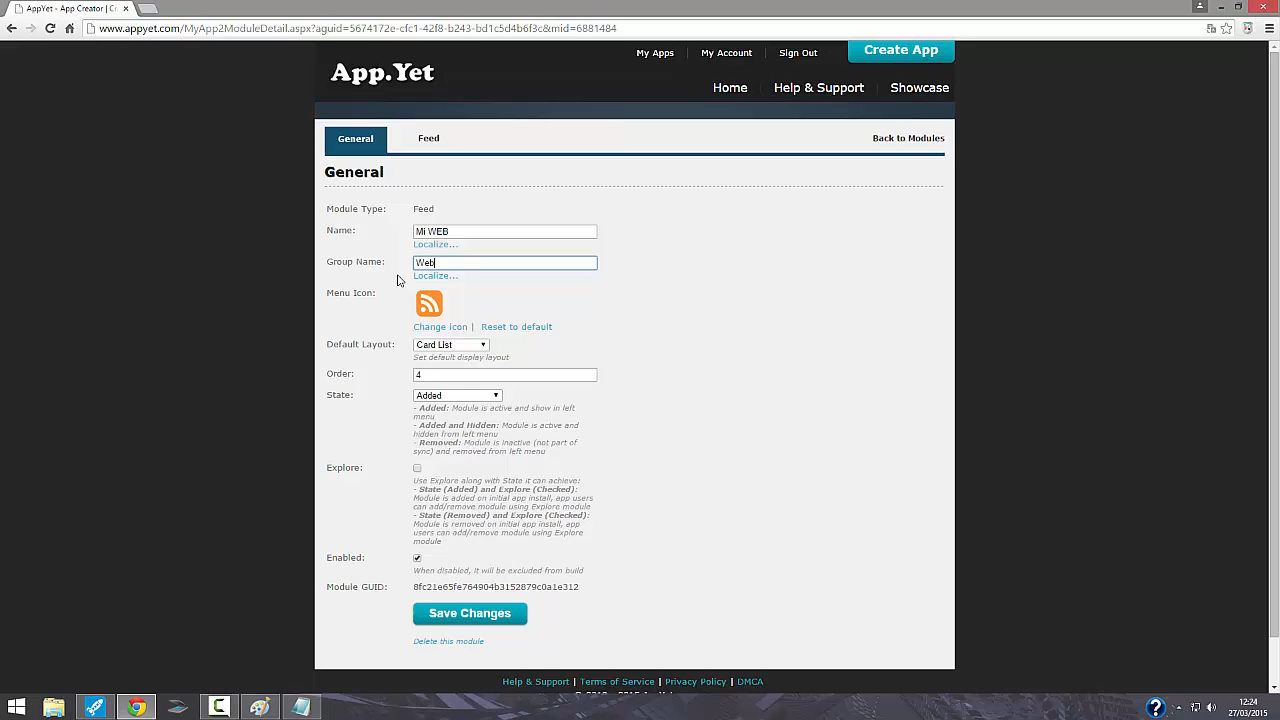 AppYet - App Creator | Cr
www.appyet.com/MyApp2ModuleDetail.aspx?aguid=5674172e-cfc1-42f8-b243-bd1c5d4b6f3c&mid=6881484
My Apps
My Account
Sign Out
Create App
App.Yet
Home
Help & Support
Showcase
General
Feed
Back to Modules
General
Module Type: Feed
Name: Mi WEB
Localize...
Group Name: Web
Localize...
Menu Icon:
Change icon | Reset to default
Default Layout: Card List
Set default display layout
Order: 4
State: Added
- Added: Module is active and show in left
menu
- Added and Hidden: Module is active and
hidden from left menu
- Removed: Module is inactive (not part of
sync) and removed from left menu
Explore:
Use Explore along with State it can achieve:
- State (Added) and Explore (Checked):
Module is added on initial app install, app users
can add/remove module using Explore module
- State (Removed) and Explore (Checked):
Module is removed on initial app install, app
users can add/remove module using Explore
module
Enabled:
When disabled, it will be excluded from build
Module GUID: 8fc21e65fe764904b3152879c0a1e312
Save Changes
Delete this module
Help & Support | Terms of Service | Privacy Policy | DMCA
12:24
27/03/2015